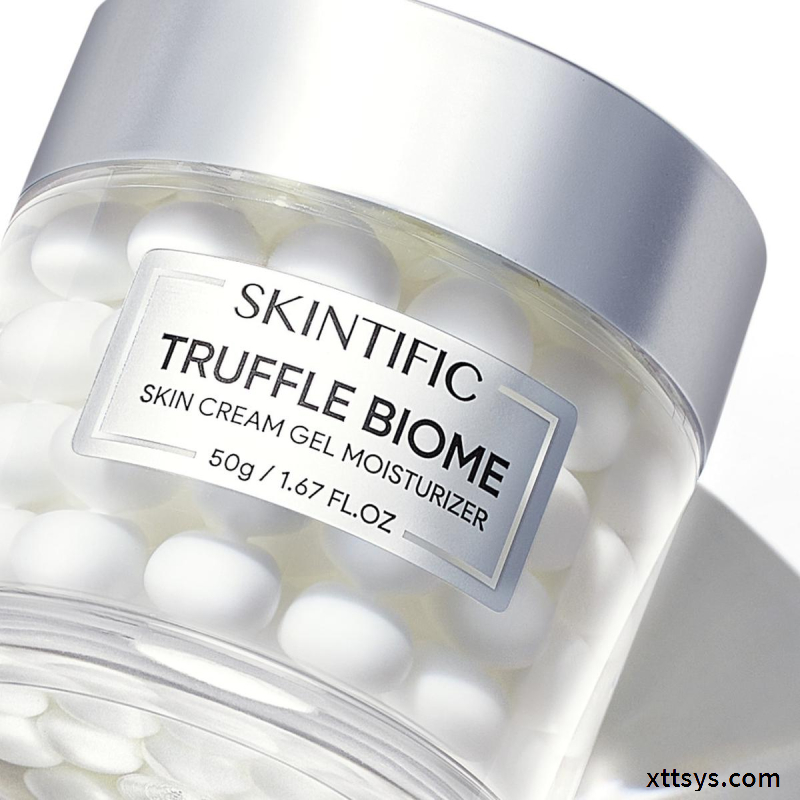 SKINTIFIC
TRUFFLE BIOME
SKIN CREAM GEL MOISTURIZER
50g / 1.67 FL.OZ
xttsys.com